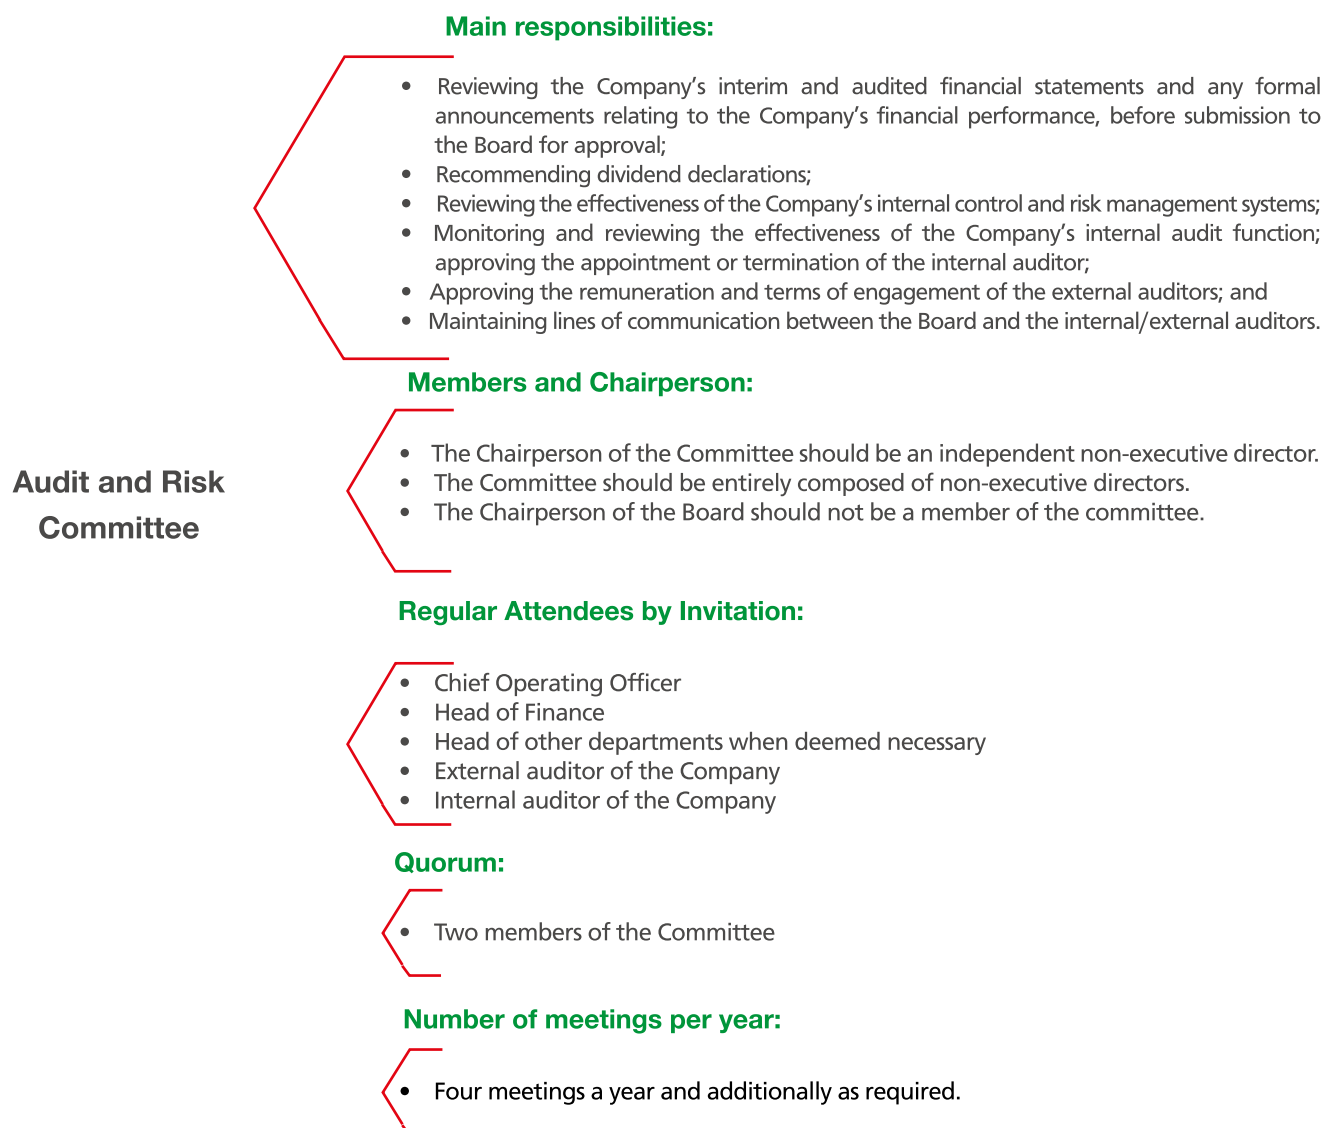 Main responsibilities:
• Reviewing the Company’s interim and audited financial statements and any formal
announcements relating to the Company’s financial performance, before submission to
the Board for approval;
• Recommending dividend declarations;
• Reviewing the effectiveness of the Company’s internal control and risk management systems;
• Monitoring and reviewing the effectiveness of the Company’s internal audit function;
approving the appointment or termination of the internal auditor;
• Approving the remuneration and terms of engagement of the external auditors; and
• Maintaining lines of communication between the Board and the internal/external auditors.
Members and Chairperson:
• The Chairperson of the Committee should be an independent non-executive director.
• The Committee should be entirely composed of non-executive directors.
• The Chairperson of the Board should not be a member of the committee.
Audit and Risk
Committee
Regular Attendees by Invitation:
• Chief Operating Officer
• Head of Finance
• Head of other departments when deemed necessary
• External auditor of the Company
• Internal auditor of the Company
Quorum:
• Two members of the Committee
Number of meetings per year:
• Four meetings a year and additionally as required.